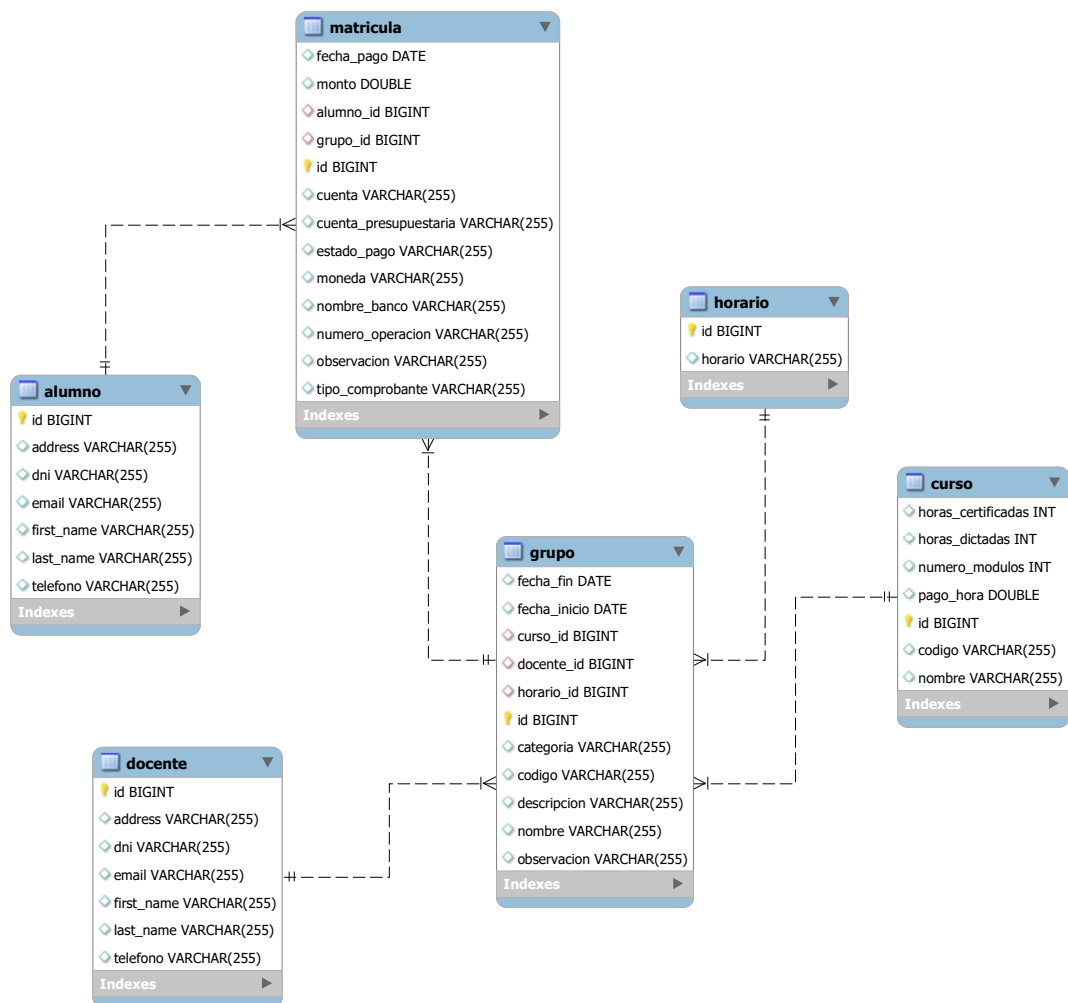 matricula
fecha_pago DATE
monto DOUBLE
alumno_id BIGINT
grupo_id BIGINT
id BIGINT
cuenta VARCHAR(255)
cuenta_presupuestaria VARCHAR(255)
estado_pago VARCHAR(255)
moneda VARCHAR(255)
nombre_banco VARCHAR(255)
numero_operacion VARCHAR(255)
observacion VARCHAR(255)
tipo_comprobante VARCHAR(255)
Indexes
horario
id BIGINT
horario VARCHAR(255)
Indexes
alumno
id BIGINT
address VARCHAR(255)
dni VARCHAR(255)
email VARCHAR(255)
first_name VARCHAR(255)
last_name VARCHAR(255)
telefono VARCHAR(255)
Indexes
curso
horas_certificadas INT
horas_dictadas INT
numero_modulos INT
pago_hora DOUBLE
id BIGINT
codigo VARCHAR(255)
nombre VARCHAR(255)
Indexes
grupo
fecha_fin DATE
fecha_inicio DATE
curso_id BIGINT
docente_id BIGINT
horario_id BIGINT
id BIGINT
categoria VARCHAR(255)
codigo VARCHAR(255)
descripcion VARCHAR(255)
nombre VARCHAR(255)
observacion VARCHAR(255)
Indexes
docente
id BIGINT
address VARCHAR(255)
dni VARCHAR(255)
email VARCHAR(255)
first_name VARCHAR(255)
last_name VARCHAR(255)
telefono VARCHAR(255)
Indexes